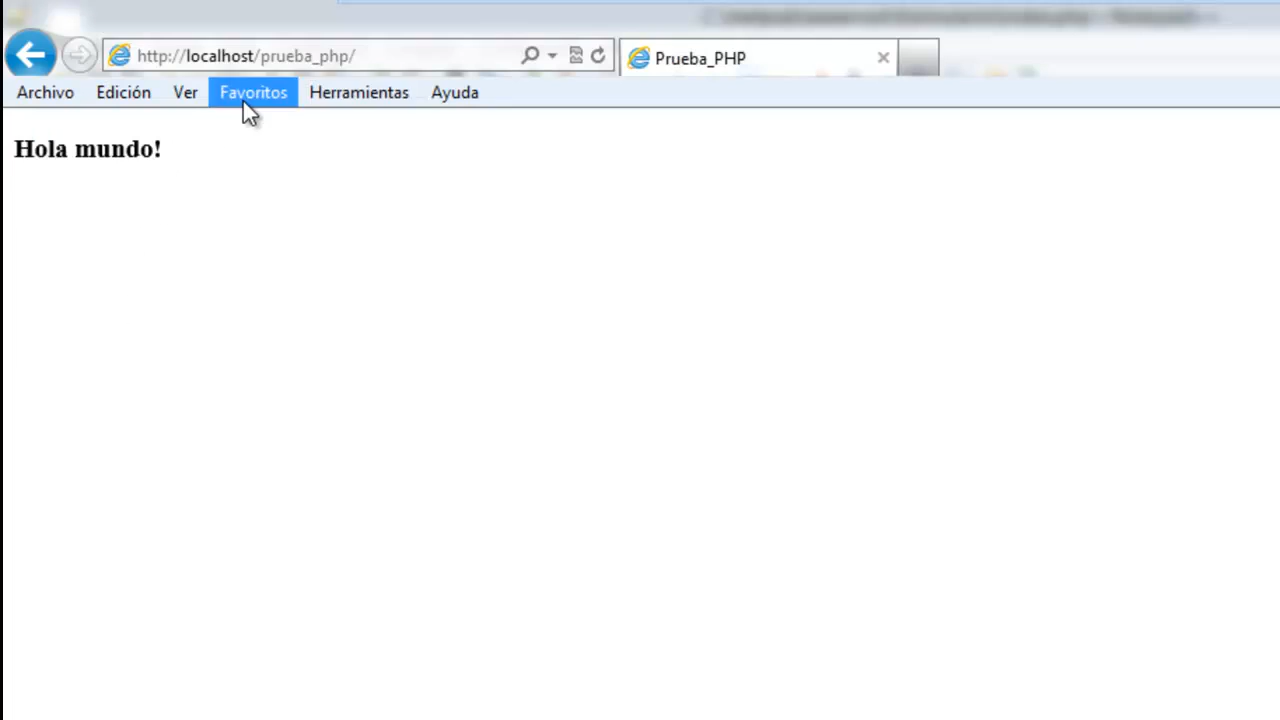 http://localhost/prueba_php/
Prueba_PHP
Archivo Edición Ver Favoritos Herramientas Ayuda
Hola mundo!